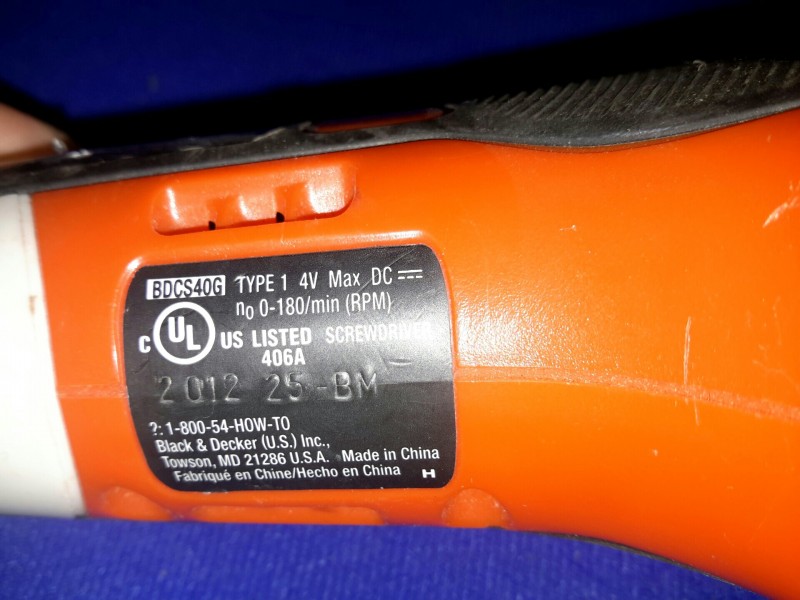 BDCS40G TYPE 1 4V Max DC
n₀ 0-180/min (RPM)
C UL US LISTED SCREWDRIVER
406A
2012 25-BM
?: 1-800-54-HOW-TO
Black & Decker (U.S.) Inc.,
Towson, MD 21286 U.S.A. Made in China
Fabriqué en Chine/Hecho en China H